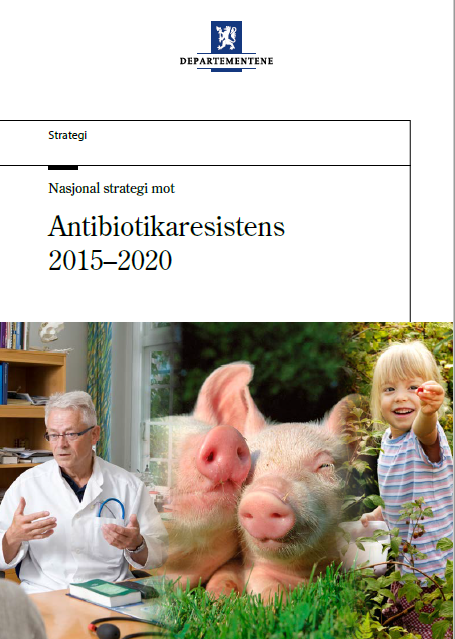 DEPARTEMENTENE
Strategi
Nasjonal strategi mot
Antibiotikaresistens
2015–2020